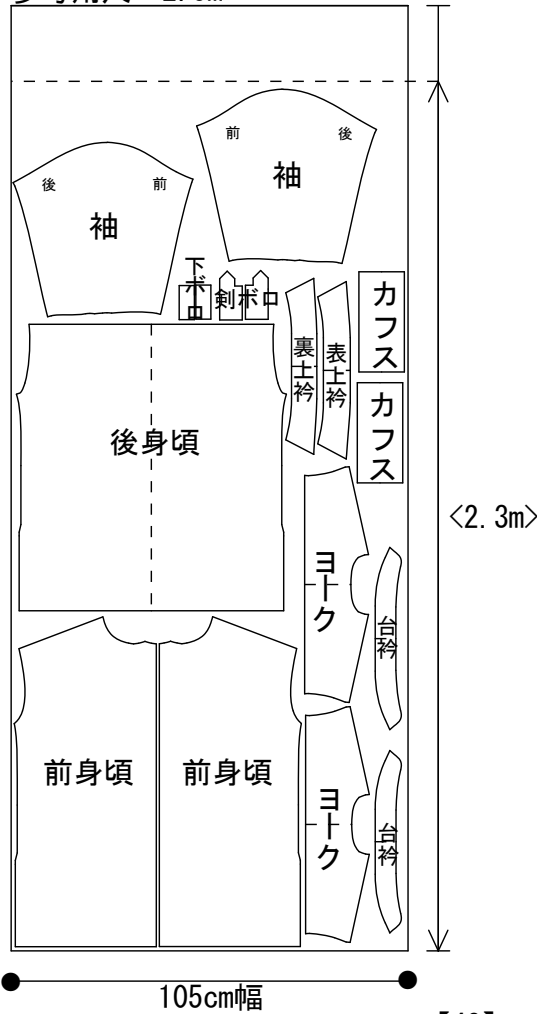 前
後
袖
後
前
袖
下ボロ
剣ボロ
カフス
裏上衿
表上衿
カフス
後身頃
<2.3m>
ヨーク
台衿
前身頃
前身頃
ヨーク
台衿
105cm幅